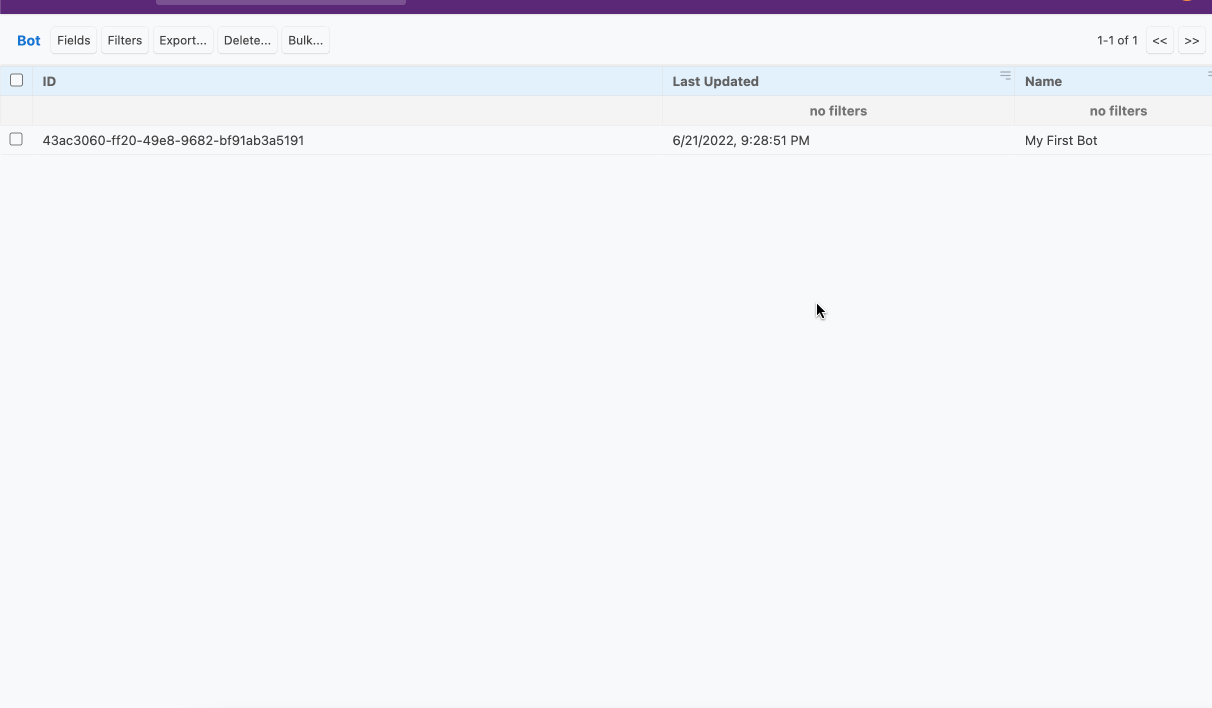 Bot Fields Filters Export... Delete... Bulk... 1-1 of 1 << >>
ID Last Updated Name
no filters no filters
43ac3060-ff20-49e8-9682-bf91ab3a5191 6/21/2022, 9:28:51 PM My First Bot